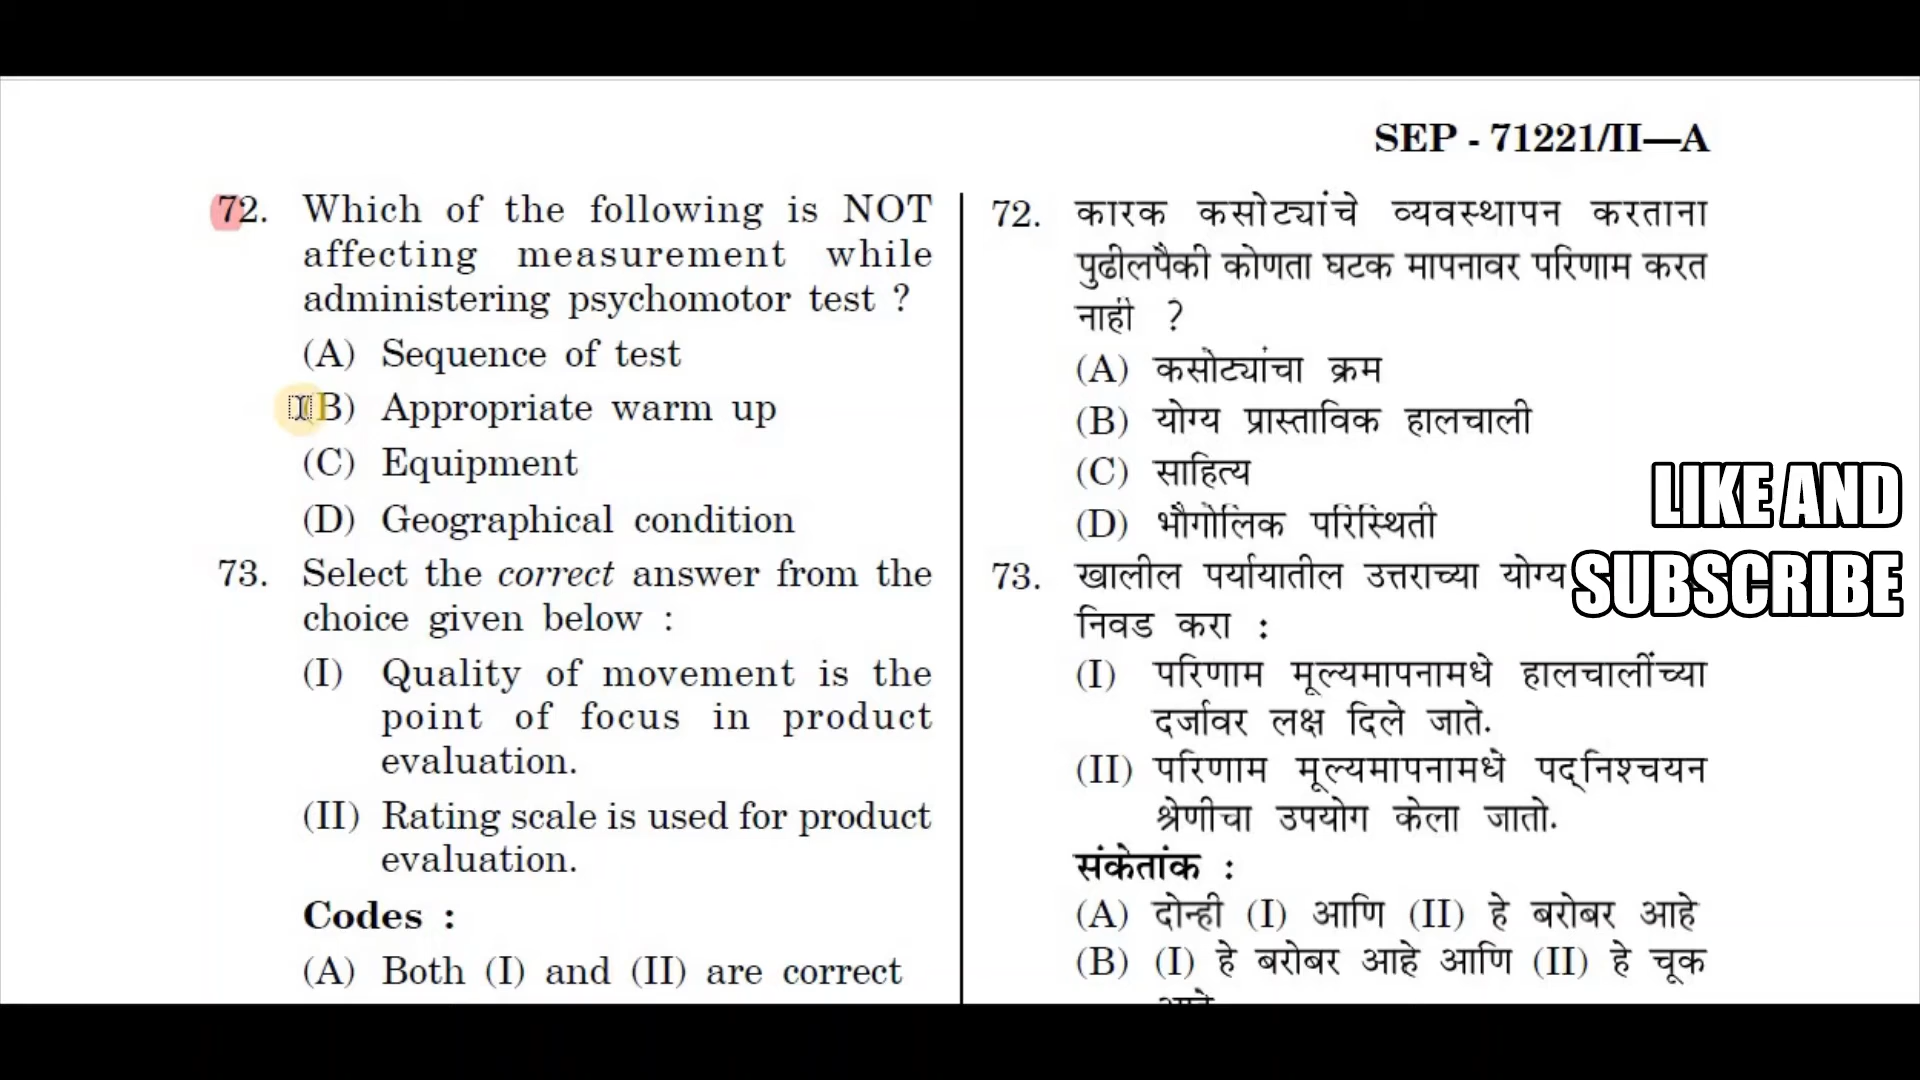 SEP - 71221/II—A
72. Which of the following is NOT
affecting measurement while
administering psychomotor test ?
(A) Sequence of test
(B) Appropriate warm up
(C) Equipment
(D) Geographical condition
73. Select the correct answer from the
choice given below :
(I) Quality of movement is the
point of focus in product
evaluation.
(II) Rating scale is used for product
evaluation.
Codes :
(A) Both (I) and (II) are correct
72. कारक कसोट्यांचे व्यवस्थापन करताना
पुढीलपैकी कोणता घटक मापनावर परिणाम करत
नाही ?
(A) कसोट्यांचा क्रम
(B) योग्य प्रास्ताविक हालचाली
(C) साहित्य
(D) भौगोलिक परिस्थिती
73. खालील पर्यायातील उत्तराच्या योग्य
निवड करा :
(I) परिणाम मूल्यमापनामधे हालचालींच्या
दर्जावर लक्ष दिले जाते.
(II) परिणाम मूल्यमापनामधे पद्निश्चयन
श्रेणीचा उपयोग केला जातो.
संकेतांक :
(A) दोन्ही (I) आणि (II) हे बरोबर आहे
(B) (I) हे बरोबर आहे आणि (II) हे चूक
LIKE AND
SUBSCRIBE